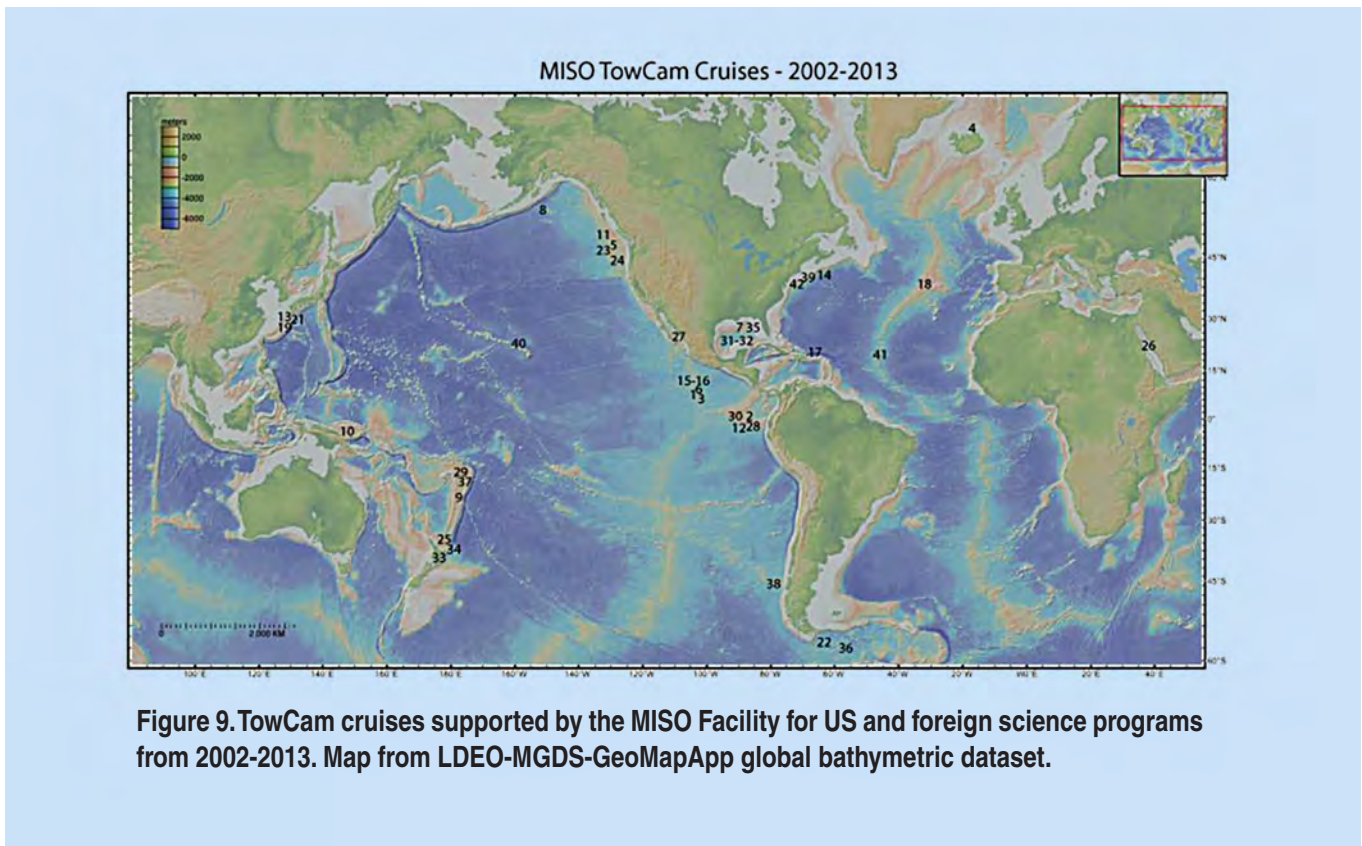 MISO TowCam Cruises - 2002-2013
meters
2000
0
-2000
-4000
-6000
4
8
11
5
23
24
45°N
45°N
42 39 14
18
13 21
19
30°N
27
7 35
31-32
40
17
41
26
15°N
15-16
6
1 3
30 2
12 28
0°
10
29
37
9
15°S
30°S
25
34
33
38
45°S
22
36
0
2,000 KM
60°S
100°E 120°E 140°E 160°E 180°E 160°W 140°W 120°W 100°W 80°W 60°W 40°W 20°W 0°E 20°E 40°E
Figure 9. TowCam cruises supported by the MISO Facility for US and foreign science programs
from 2002-2013. Map from LDEO-MGDS-GeoMapApp global bathymetric dataset.